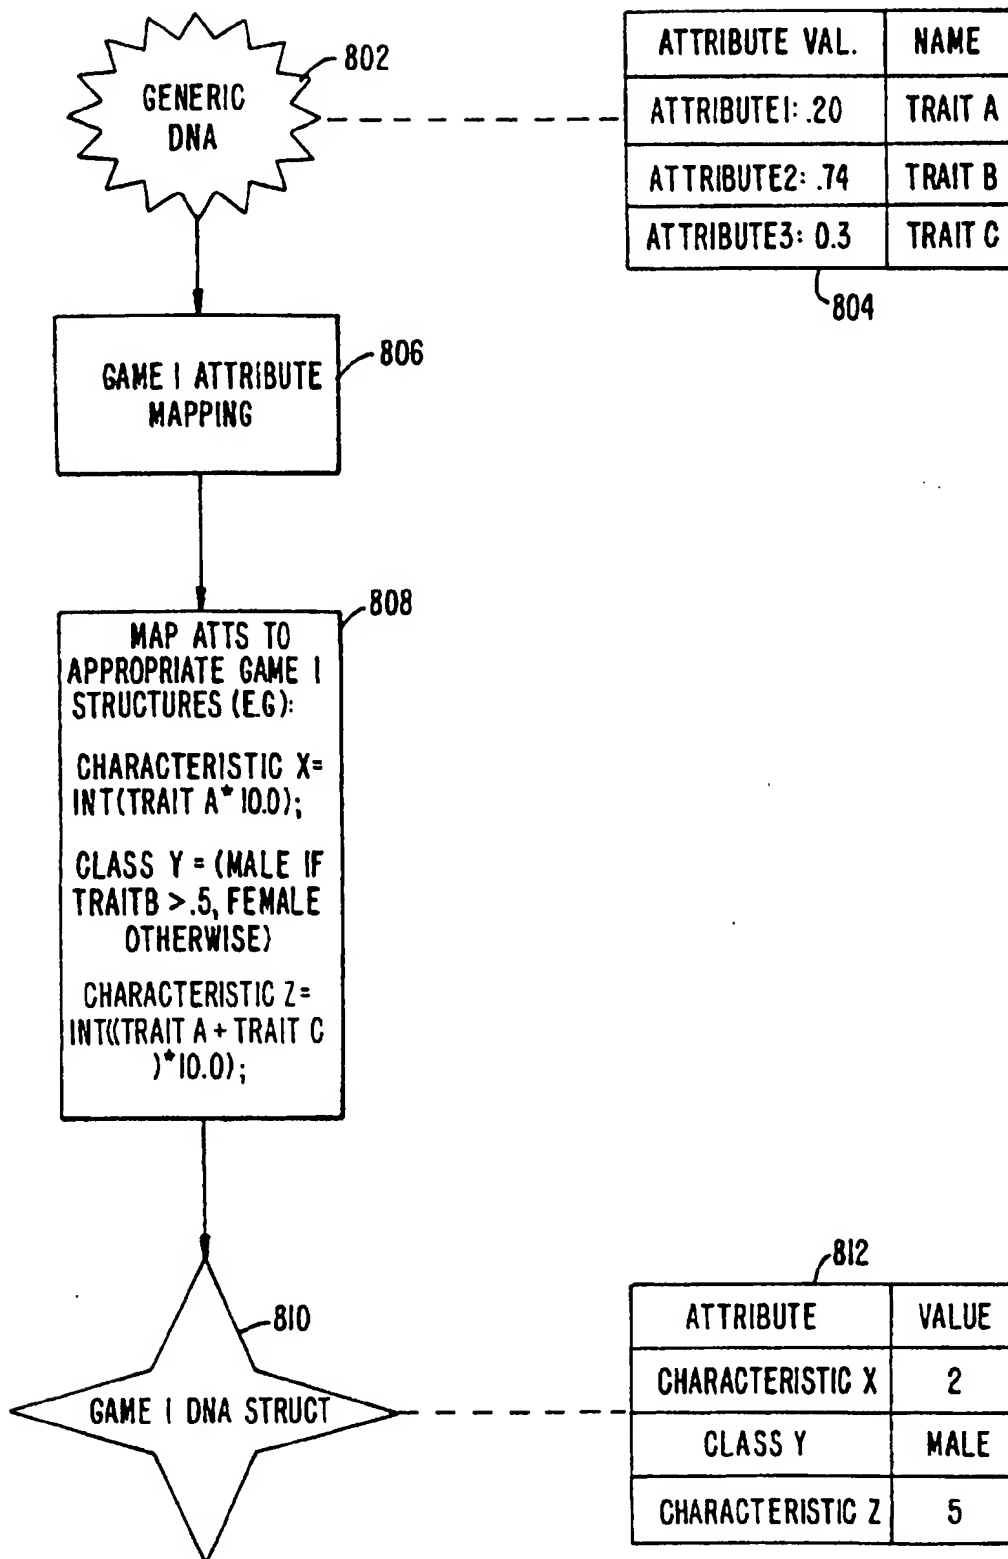 GENERIC
DNA
802
ATTRIBUTE VAL. NAME
ATTRIBUTE1: .20 TRAIT A
ATTRIBUTE2: .74 TRAIT B
ATTRIBUTE3: 0.3 TRAIT C
804
GAME 1 ATTRIBUTE
MAPPING
806
808
MAP ATTS TO
APPROPRIATE GAME 1
STRUCTURES (E.G):
CHARACTERISTIC X=
INT(TRAIT A* 10.0);
CLASS Y = (MALE IF
TRAITB >.5, FEMALE
OTHERWISE)
CHARACTERISTIC Z=
INT((TRAIT A + TRAIT C
)*10.0);
810
GAME 1 DNA STRUCT
812
ATTRIBUTE VALUE
CHARACTERISTIC X 2
CLASS Y MALE
CHARACTERISTIC Z 5